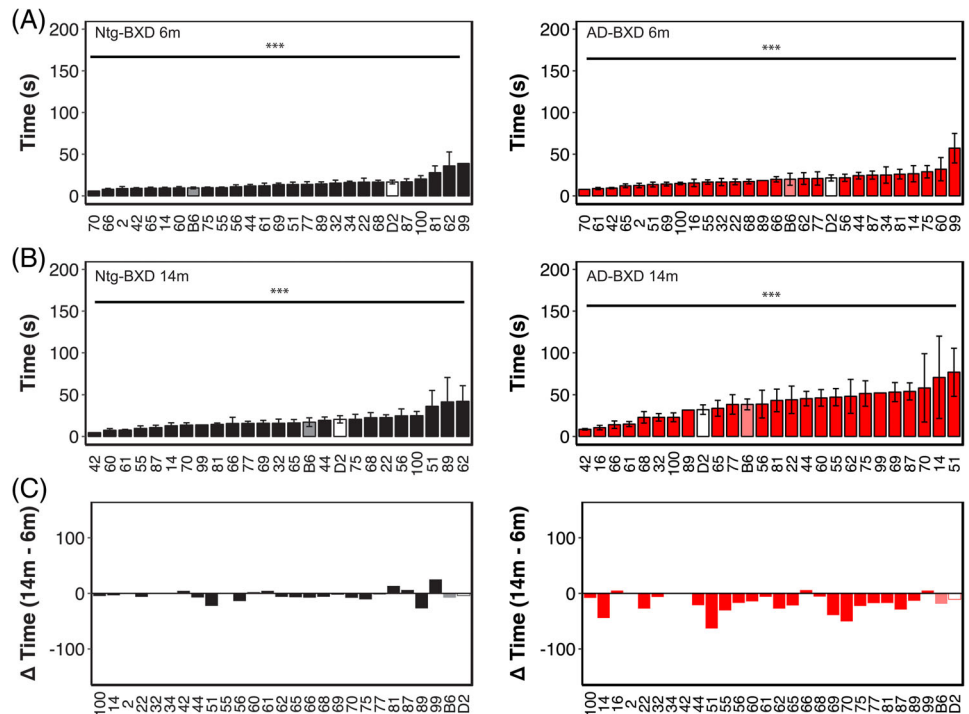 (A)
Ntg-BXD 6m
***
Time (s)
200
150
100
50
0
70 66 2 42 65 14 60 B6 75 55 56 44 61 69 51 77 89 32 34 22 68 D2 87 100 81 62 99
AD-BXD 6m
***
Time (s)
200
150
100
50
0
70 61 42 65 2 51 69 100 16 55 32 22 68 89 66 B6 62 77 D2 56 44 87 34 81 14 75 60 99
(B)
Ntg-BXD 14m
***
Time (s)
200
150
100
50
0
42 60 61 55 87 14 70 99 81 66 77 69 32 65 B6 44 D2 75 68 22 56 100 51 89 62
AD-BXD 14m
***
Time (s)
200
150
100
50
0
42 16 66 61 68 32 100 89 D2 65 77 B6 56 81 22 44 60 55 62 75 99 69 87 70 14 51
(C)
Δ Time (14m - 6m)
100
0
-100
100 14 2 22 32 34 42 44 51 55 56 60 61 62 65 66 68 69 70 75 77 81 87 89 99 B6 D2
Δ Time (14m - 6m)
100
0
-100
100 14 16 2 22 32 34 42 44 51 55 56 60 61 62 65 66 68 69 70 75 77 81 87 89 99 B6 D2